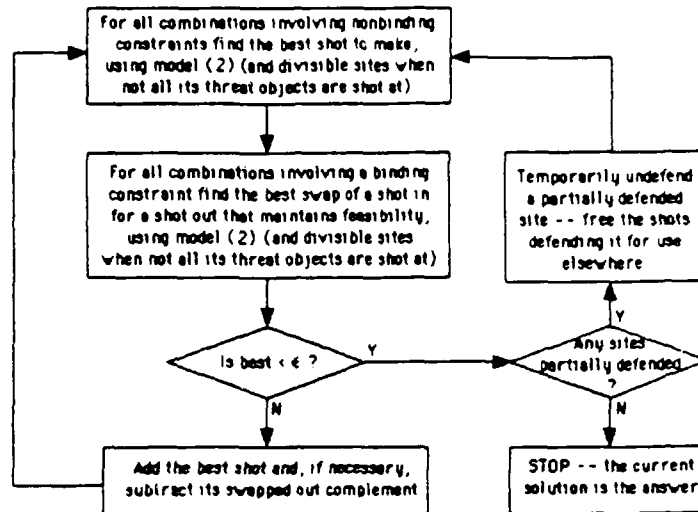 For all combinations involving nonbinding
constraints find the best shot to make,
using model (2) (and divisible sites when
not all its threat objects are shot at)
For all combinations involving a binding
constraint find the best swap of a shot in
for a shot out that maintains feasibility,
using model (2) (and divisible sites
when not all its threat objects are shot at)
Temporarily undefend
a partially defended
site -- free the shots
defending it for use
elsewhere
Y
Is best < ϵ ?
Y
Any sites
partially defended
?
N
N
Add the best shot and, if necessary,
subtract its swapped out complement
STOP -- the current
solution is the answer